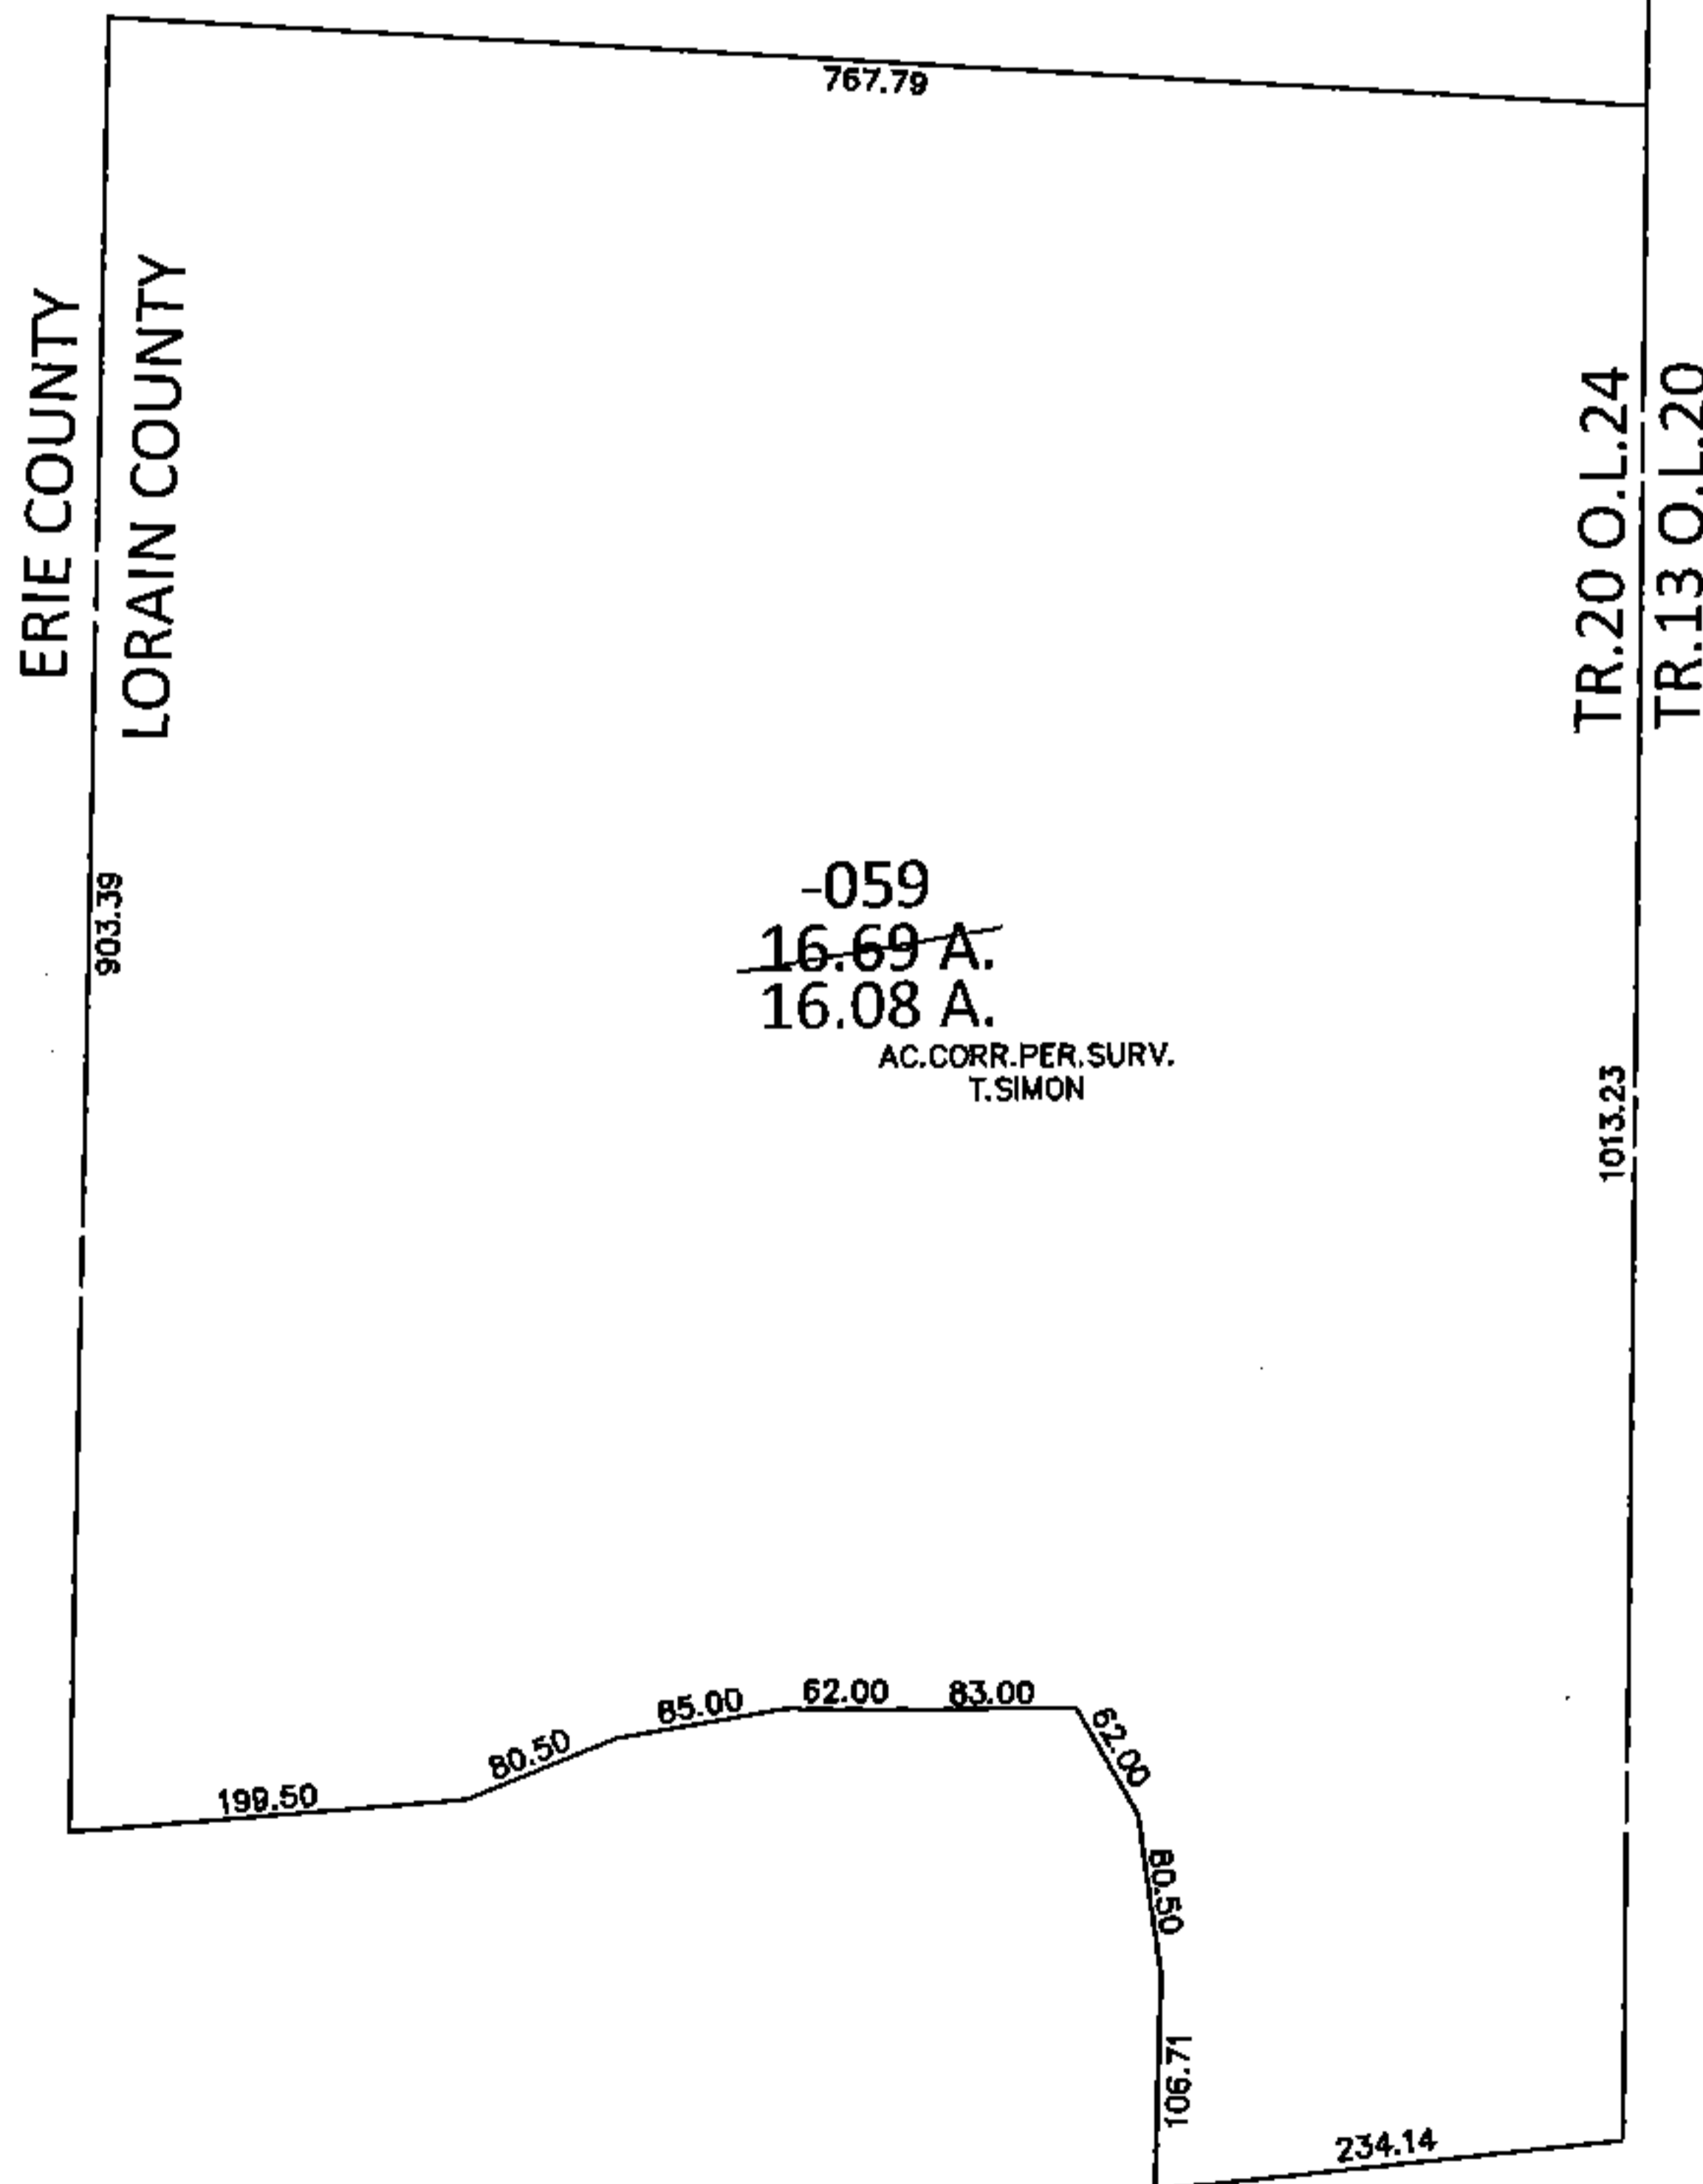 767.79
ERIE COUNTY
LORAIN COUNTY
TR.20 O.L.24
TR.13 O.L.20
903.39
-059
16.69 A.
16.08 A.
AC.CORR.PER.SURV.
T.SIMON
1013.23
199.50
80.50
85.00
62.00
83.00
62.00
80.50
106.71
234.14